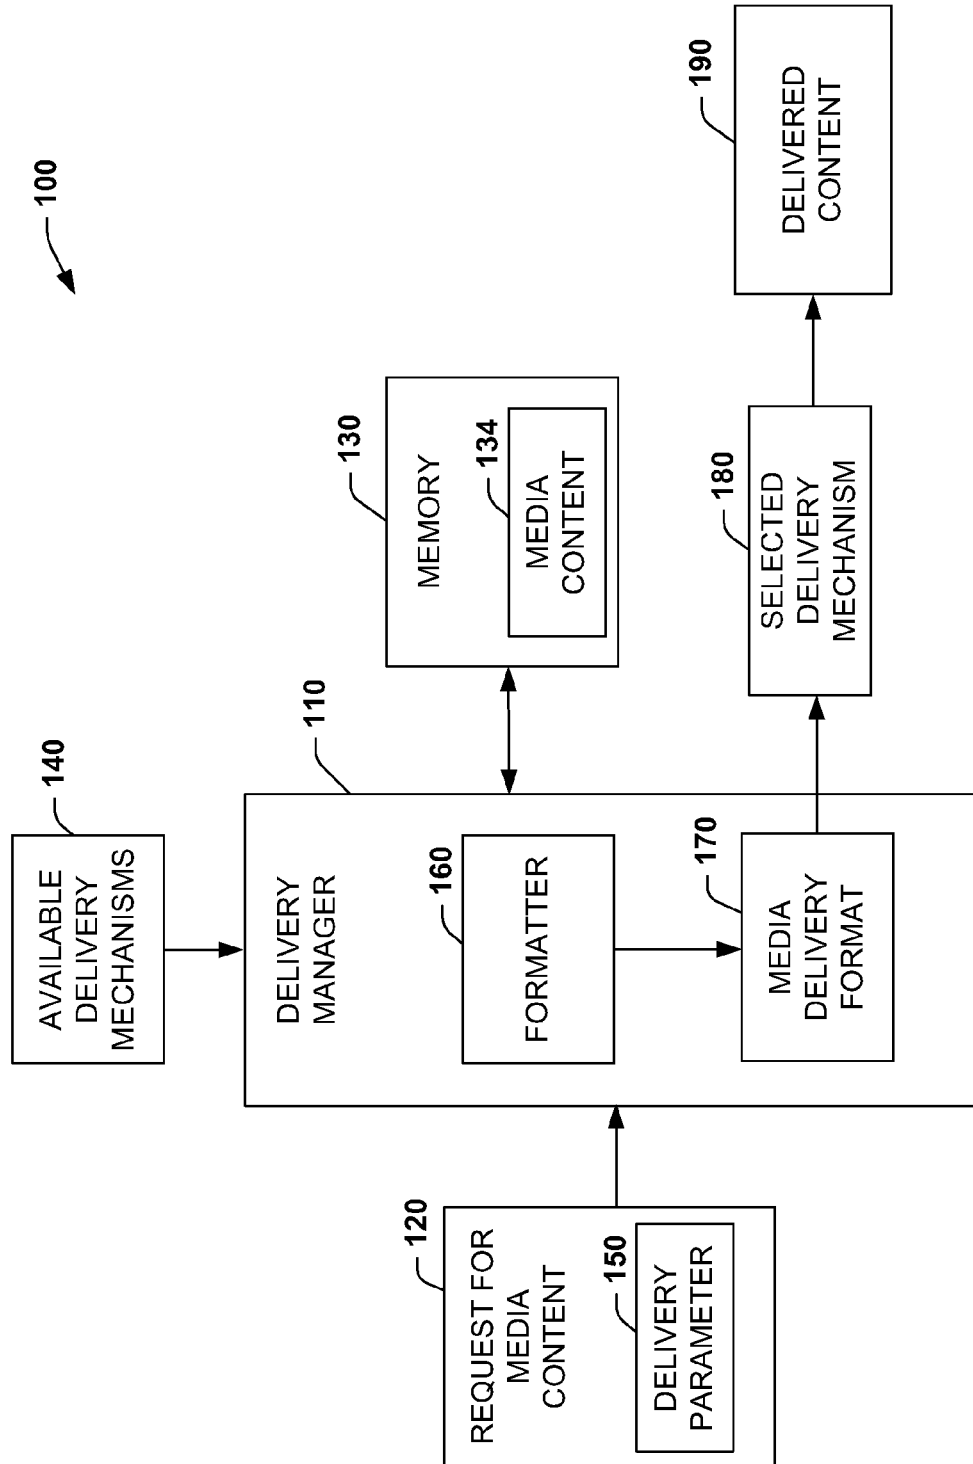 100
140
AVAILABLE
DELIVERY
MECHANISMS
110
DELIVERY
MANAGER
130
MEMORY
134
MEDIA
CONTENT
120
REQUEST FOR
MEDIA
CONTENT
150
DELIVERY
PARAMETER
160
FORMATTER
170
MEDIA
DELIVERY
FORMAT
180
SELECTED
DELIVERY
MECHANISM
190
DELIVERED
CONTENT